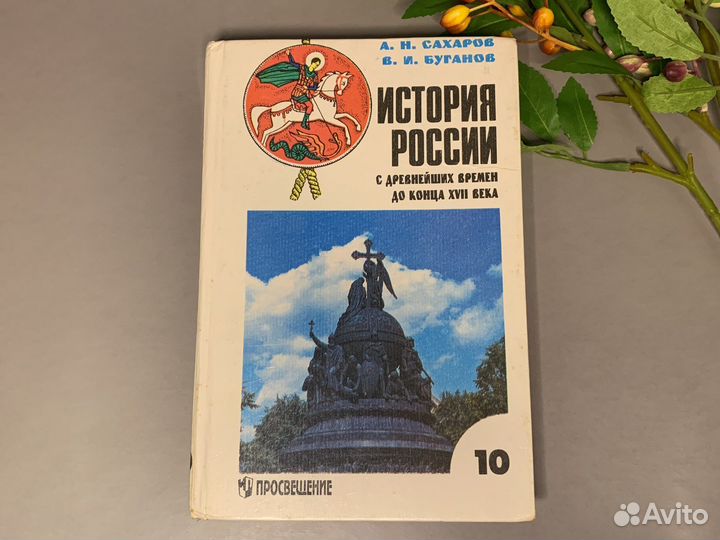 А. Н. САХАРОВ
В. И. БУГАНОВ
ИСТОРИЯ
РОССИИ
С ДРЕВНЕЙШИХ ВРЕМЕН
ДО КОНЦА XVII ВЕКА
10
ПРОСВЕЩЕНИЕ
Avito